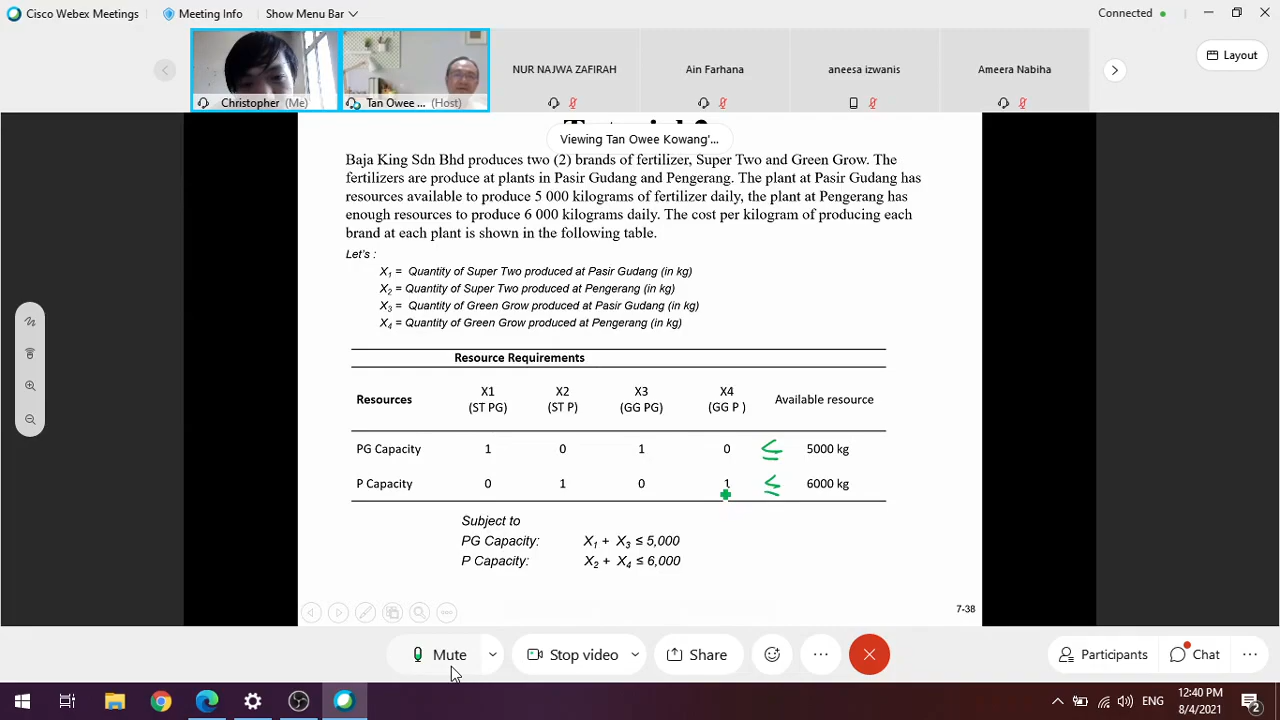 Cisco Webex Meetings Meeting Info Show Menu Bar Connected
Christopher (Me)
Tan Owee ... (Host)
NUR NAJWA ZAFIRAH
Ain Farhana
aneesa izwanis
Ameera Nabiha
Layout
Viewing Tan Owee Kowang'...
Baja King Sdn Bhd produces two (2) brands of fertilizer, Super Two and Green Grow. The
fertilizers are produce at plants in Pasir Gudang and Pengerang. The plant at Pasir Gudang has
resources available to produce 5 000 kilograms of fertilizer daily, the plant at Pengerang has
enough resources to produce 6 000 kilograms daily. The cost per kilogram of producing each
brand at each plant is shown in the following table.
Let's :
X₁ = Quantity of Super Two produced at Pasir Gudang (in kg)
X₂ = Quantity of Super Two produced at Pengerang (in kg)
X₃ = Quantity of Green Grow produced at Pasir Gudang (in kg)
X₄ = Quantity of Green Grow produced at Pengerang (in kg)
Resource Requirements
Resources X1 (ST PG) X2 (ST P) X3 (GG PG) X4 (GG P ) Available resource
PG Capacity 1 0 1 0 ≤ 5000 kg
P Capacity 0 1 0 1 ≤ 6000 kg
Subject to
PG Capacity: X₁ + X₃ ≤ 5,000
P Capacity: X₂ + X₄ ≤ 6,000
7-38
Mute Stop video Share Participants Chat
ENG
12:40 PM
8/4/2021
2